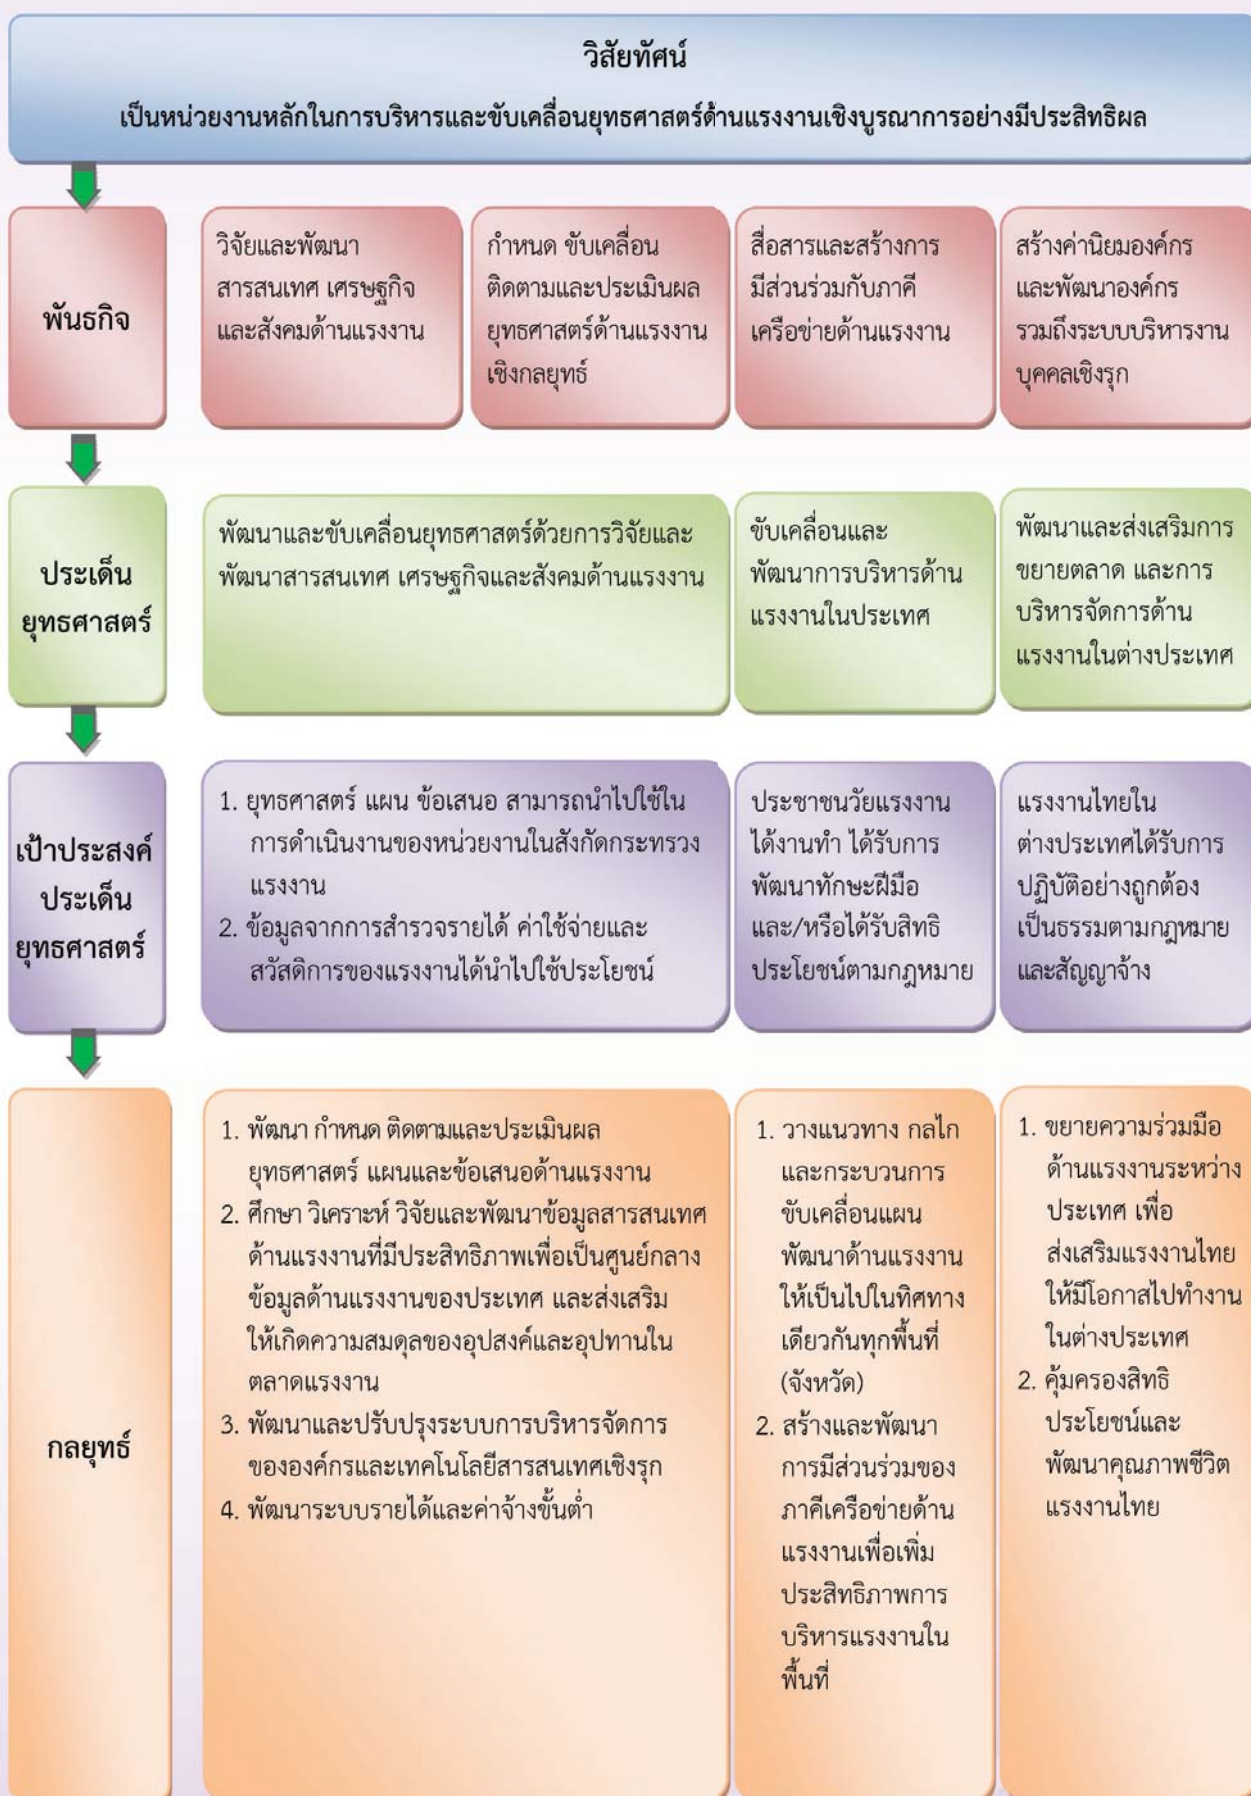 วิสัยทัศน์
เป็นหน่วยงานหลักในการบริหารและขับเคลื่อนยุทธศาสตร์ด้านแรงงานเชิงบูรณาการอย่างมีประสิทธิผล
พันธกิจ
วิจัยและพัฒนา
สารสนเทศ เศรษฐกิจ
และสังคมด้านแรงงาน
กำหนด ขับเคลื่อน
ติดตามและประเมินผล
ยุทธศาสตร์ด้านแรงงาน
เชิงกลยุทธ์
สื่อสารและสร้างการ
มีส่วนร่วมกับภาคี
เครือข่ายด้านแรงงาน
สร้างค่านิยมองค์กร
และพัฒนาองค์กร
รวมถึงระบบบริหารงาน
บุคคลเชิงรุก
ประเด็น
ยุทธศาสตร์
พัฒนาและขับเคลื่อนยุทธศาสตร์ด้วยการวิจัยและ
พัฒนาสารสนเทศ เศรษฐกิจและสังคมด้านแรงงาน
ขับเคลื่อนและ
พัฒนาการบริหารด้าน
แรงงานในประเทศ
พัฒนาและส่งเสริมการ
ขยายตลาด และการ
บริหารจัดการด้าน
แรงงานในต่างประเทศ
เป้าประสงค์
ประเด็น
ยุทธศาสตร์
1. ยุทธศาสตร์ แผน ข้อเสนอ สามารถนำไปใช้ใน
การดำเนินงานของหน่วยงานในสังกัดกระทรวง
แรงงาน
2. ข้อมูลจากการสำรวจรายได้ ค่าใช้จ่ายและ
สวัสดิการของแรงงานได้นำไปใช้ประโยชน์
ประชาชนวัยแรงงาน
ได้งานทำ ได้รับการ
พัฒนาทักษะฝีมือ
และ/หรือได้รับสิทธิ
ประโยชน์ตามกฎหมาย
แรงงานไทยใน
ต่างประเทศได้รับการ
ปฏิบัติอย่างถูกต้อง
เป็นธรรมตามกฎหมาย
และสัญญาจ้าง
กลยุทธ์
1. พัฒนา กำหนด ติดตามและประเมินผล
ยุทธศาสตร์ แผนและข้อเสนอด้านแรงงาน
2. ศึกษา วิเคราะห์ วิจัยและพัฒนาข้อมูลสารสนเทศ
ด้านแรงงานที่มีประสิทธิภาพเพื่อเป็นศูนย์กลาง
ข้อมูลด้านแรงงานของประเทศ และส่งเสริม
ให้เกิดความสมดุลของอุปสงค์และอุปทานใน
ตลาดแรงงาน
3. พัฒนาและปรับปรุงระบบการบริหารจัดการ
ขององค์กรและเทคโนโลยีสารสนเทศเชิงรุก
4. พัฒนาระบบรายได้และค่าจ้างขั้นต่ำ
1. วางแนวทาง กลไก
และกระบวนการ
ขับเคลื่อนแผน
พัฒนาด้านแรงงาน
ให้เป็นไปในทิศทาง
เดียวกันทุกพื้นที่
(จังหวัด)
2. สร้างและพัฒนา
การมีส่วนร่วมของ
ภาคีเครือข่ายด้าน
แรงงานเพื่อเพิ่ม
ประสิทธิภาพการ
บริหารแรงงานใน
พื้นที่
1. ขยายความร่วมมือ
ด้านแรงงานระหว่าง
ประเทศ เพื่อ
ส่งเสริมแรงงานไทย
ให้มีโอกาสไปทำงาน
ในต่างประเทศ
2. คุ้มครองสิทธิ
ประโยชน์และ
พัฒนาคุณภาพชีวิต
แรงงานไทย